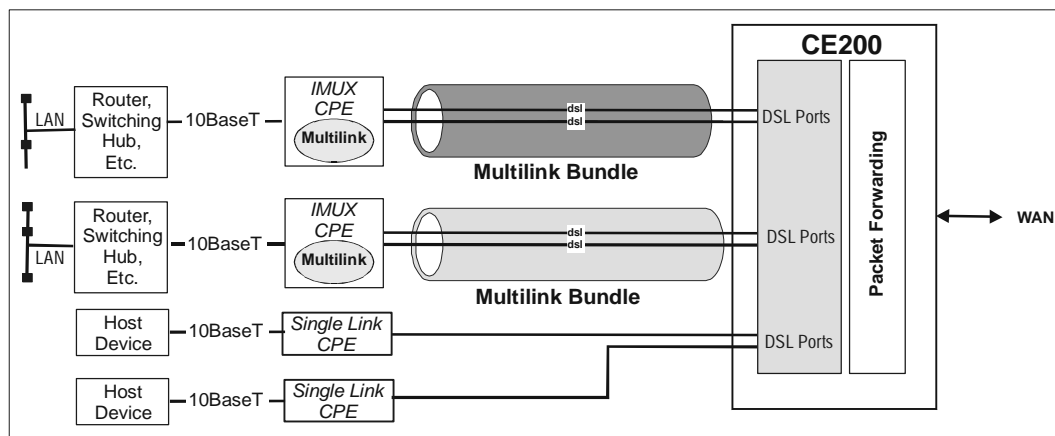 CE200
LAN
Router,
Switching
Hub,
Etc.
10BaseT
IMUX
CPE
Multilink
dsl
dsl
Multilink Bundle
DSL Ports
LAN
Router,
Switching
Hub,
Etc.
10BaseT
IMUX
CPE
Multilink
dsl
dsl
Multilink Bundle
DSL Ports
Packet Forwarding
WAN
Host
Device
10BaseT
Single Link
CPE
DSL Ports
Host
Device
10BaseT
Single Link
CPE